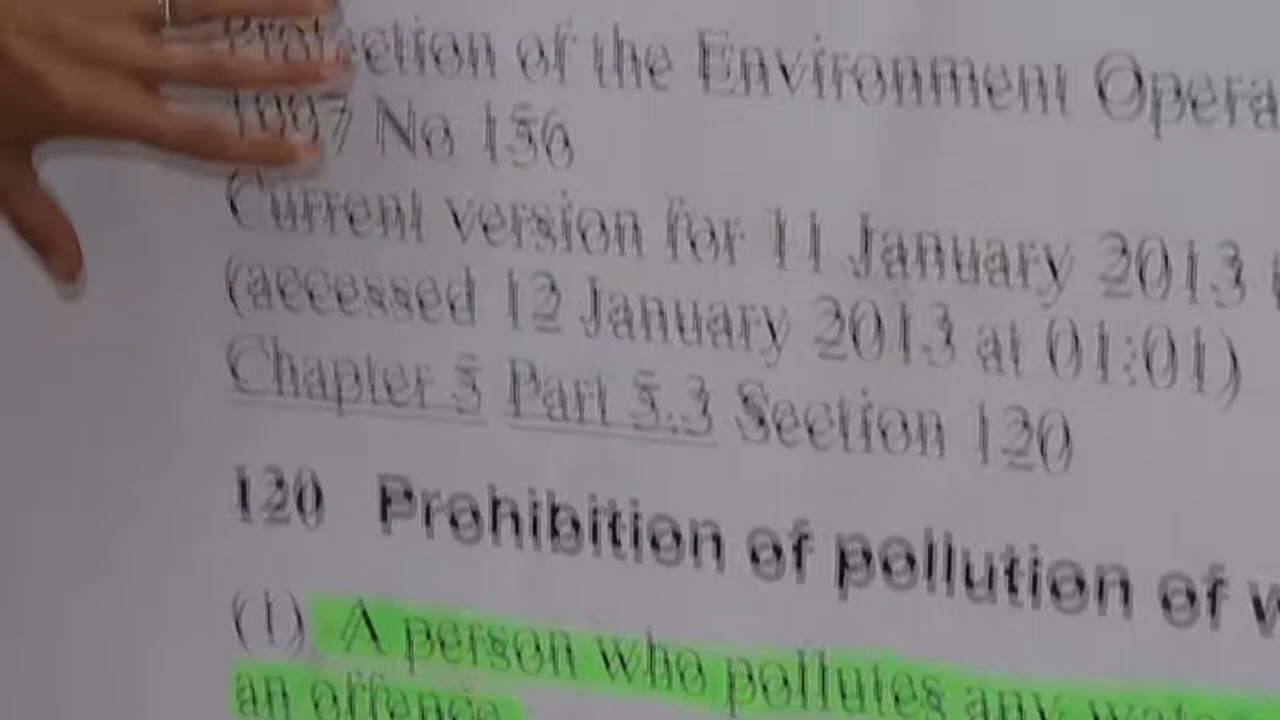 Protection of the Environment Opera
1997 No 156
Current version for 11 January 2013
(accessed 12 January 2013 at 01:01)
Chapter 5 Part 5.3 Section 120
120 Prohibition of pollution of w
(1) A person who pollutes any
an offence.